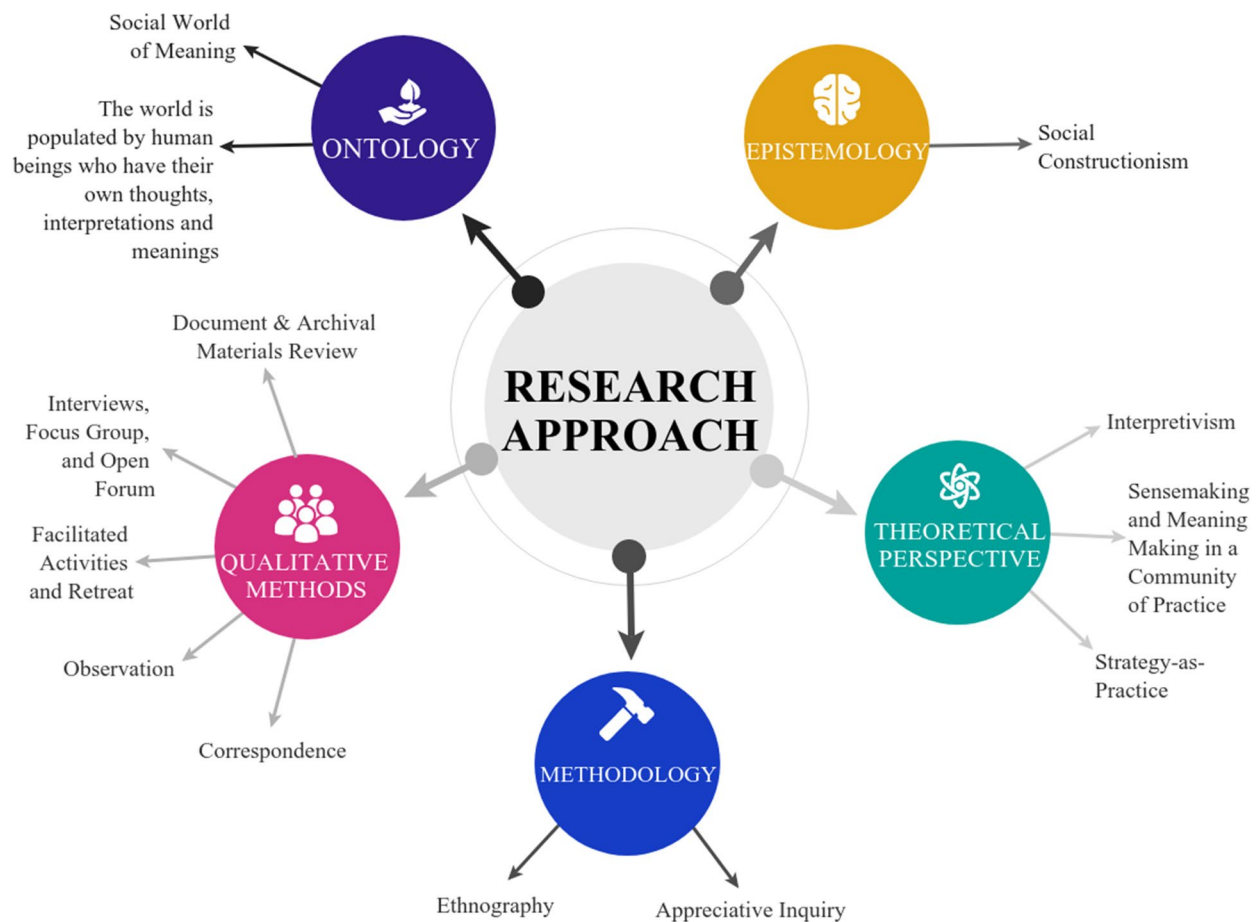 Social World
of Meaning
The world is
populated by human
beings who have their
own thoughts,
interpretations and
meanings
ONTOLOGY
EPISTEMOLOGY
Social
Constructionism
RESEARCH
APPROACH
Document & Archival
Materials Review
Interviews,
Focus Group,
and Open
Forum
Facilitated
Activities
and Retreat
Observation
Correspondence
QUALITATIVE
METHODS
THEORETICAL
PERSPECTIVE
Interpretivism
Sensemaking
and Meaning
Making in a
Community
of Practice
Strategy-as-
Practice
METHODOLOGY
Ethnography
Appreciative Inquiry